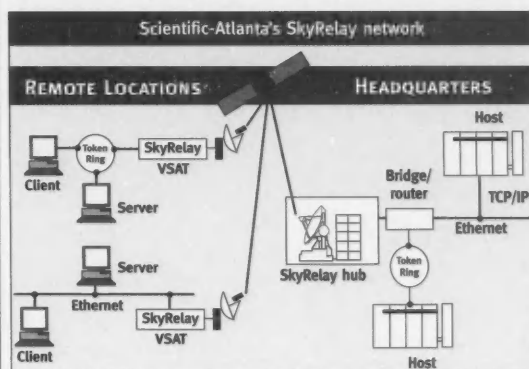 Scientific-Atlanta's SkyRelay network
REMOTE LOCATIONS
HEADQUARTERS
Client
Token
Ring
SkyRelay
VSAT
Server
Server
Ethernet
Client
SkyRelay
VSAT
SkyRelay hub
Bridge/
router
Token
Ring
Host
TCP/IP
Ethernet
Host